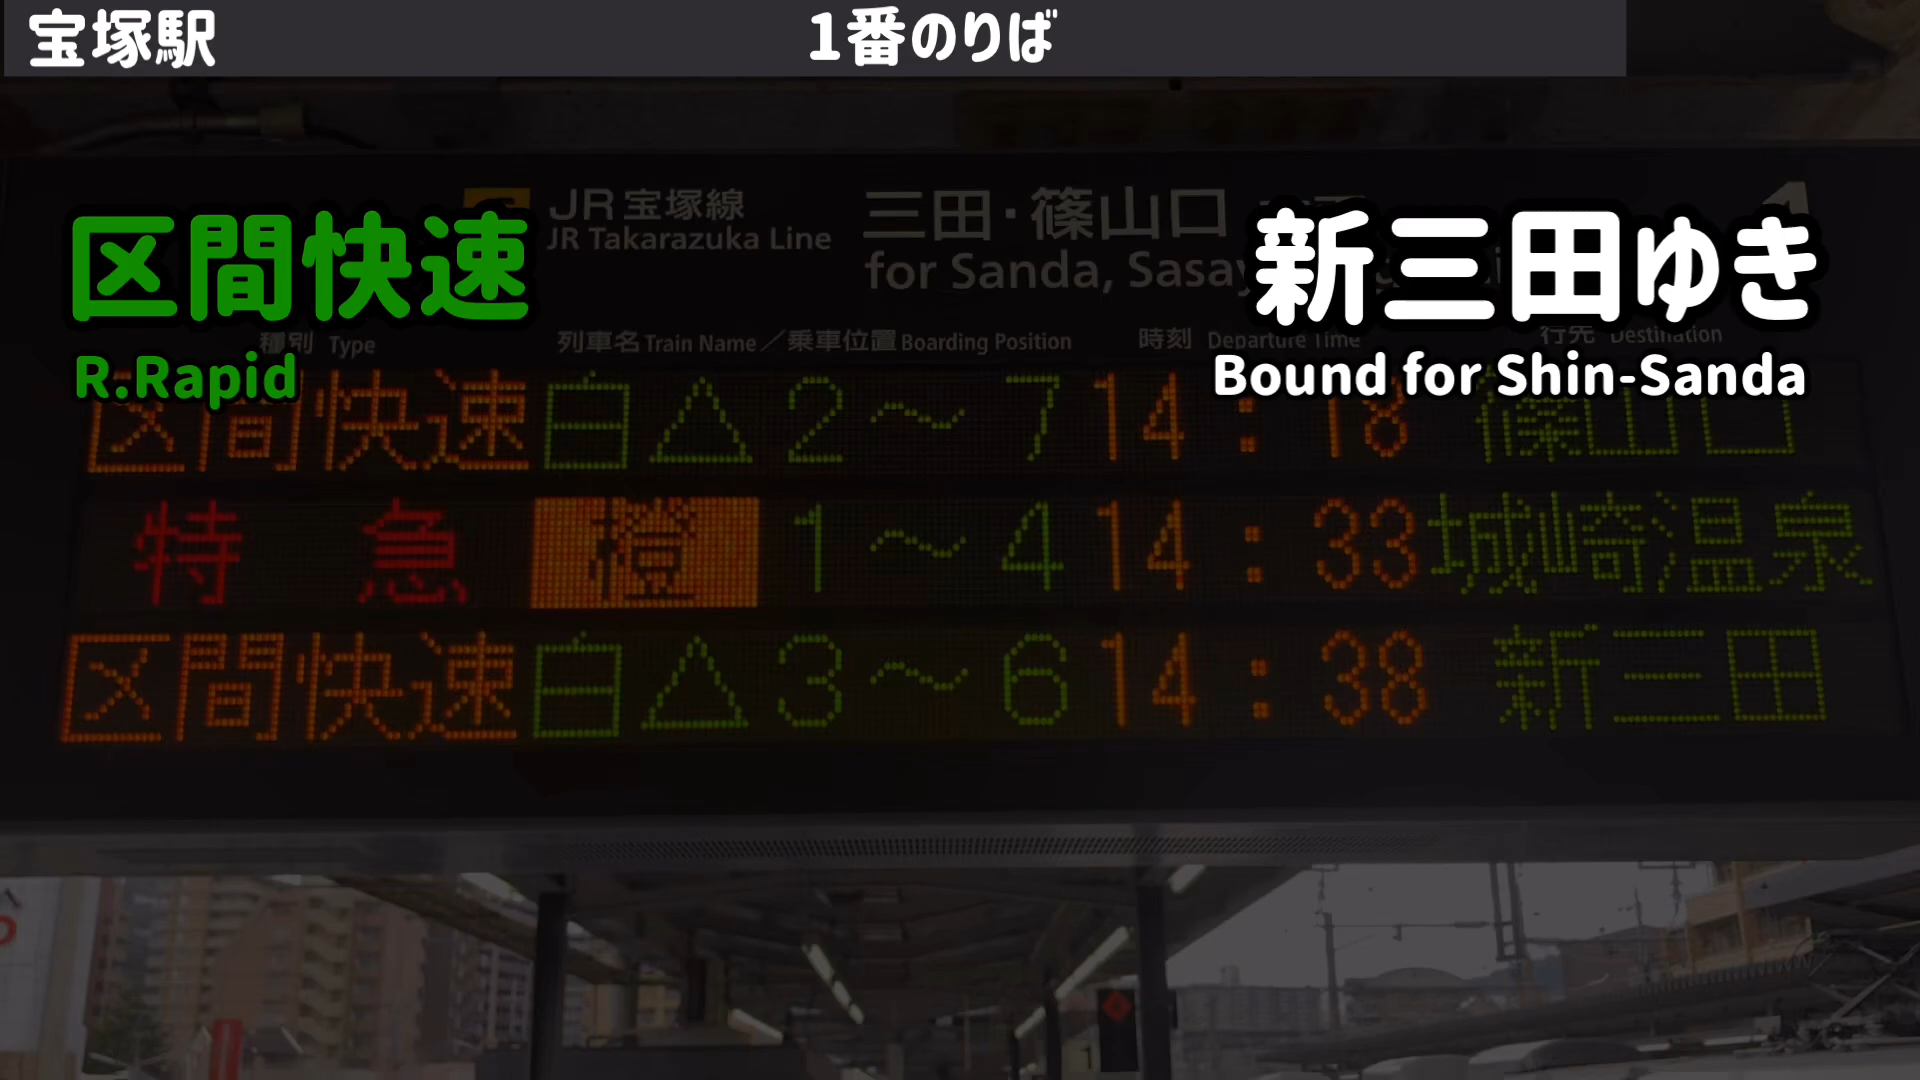 宝塚駅 1番のりば
JR宝塚線 三田・篠山口
JR Takarazuka Line for Sanda,
区間快速 新三田ゆき
種別 Type 列車名 Train Name／乗車位置 Boarding Position 時刻 Departure Time 行先 Destination
R.Rapid Bound for Shin-Sanda
区間快速 白△ 2～7 14:18 篠山口
特急 橙 1～4 14:33 城崎温泉
区間快速 白△ 3～6 14:38 新三田
1